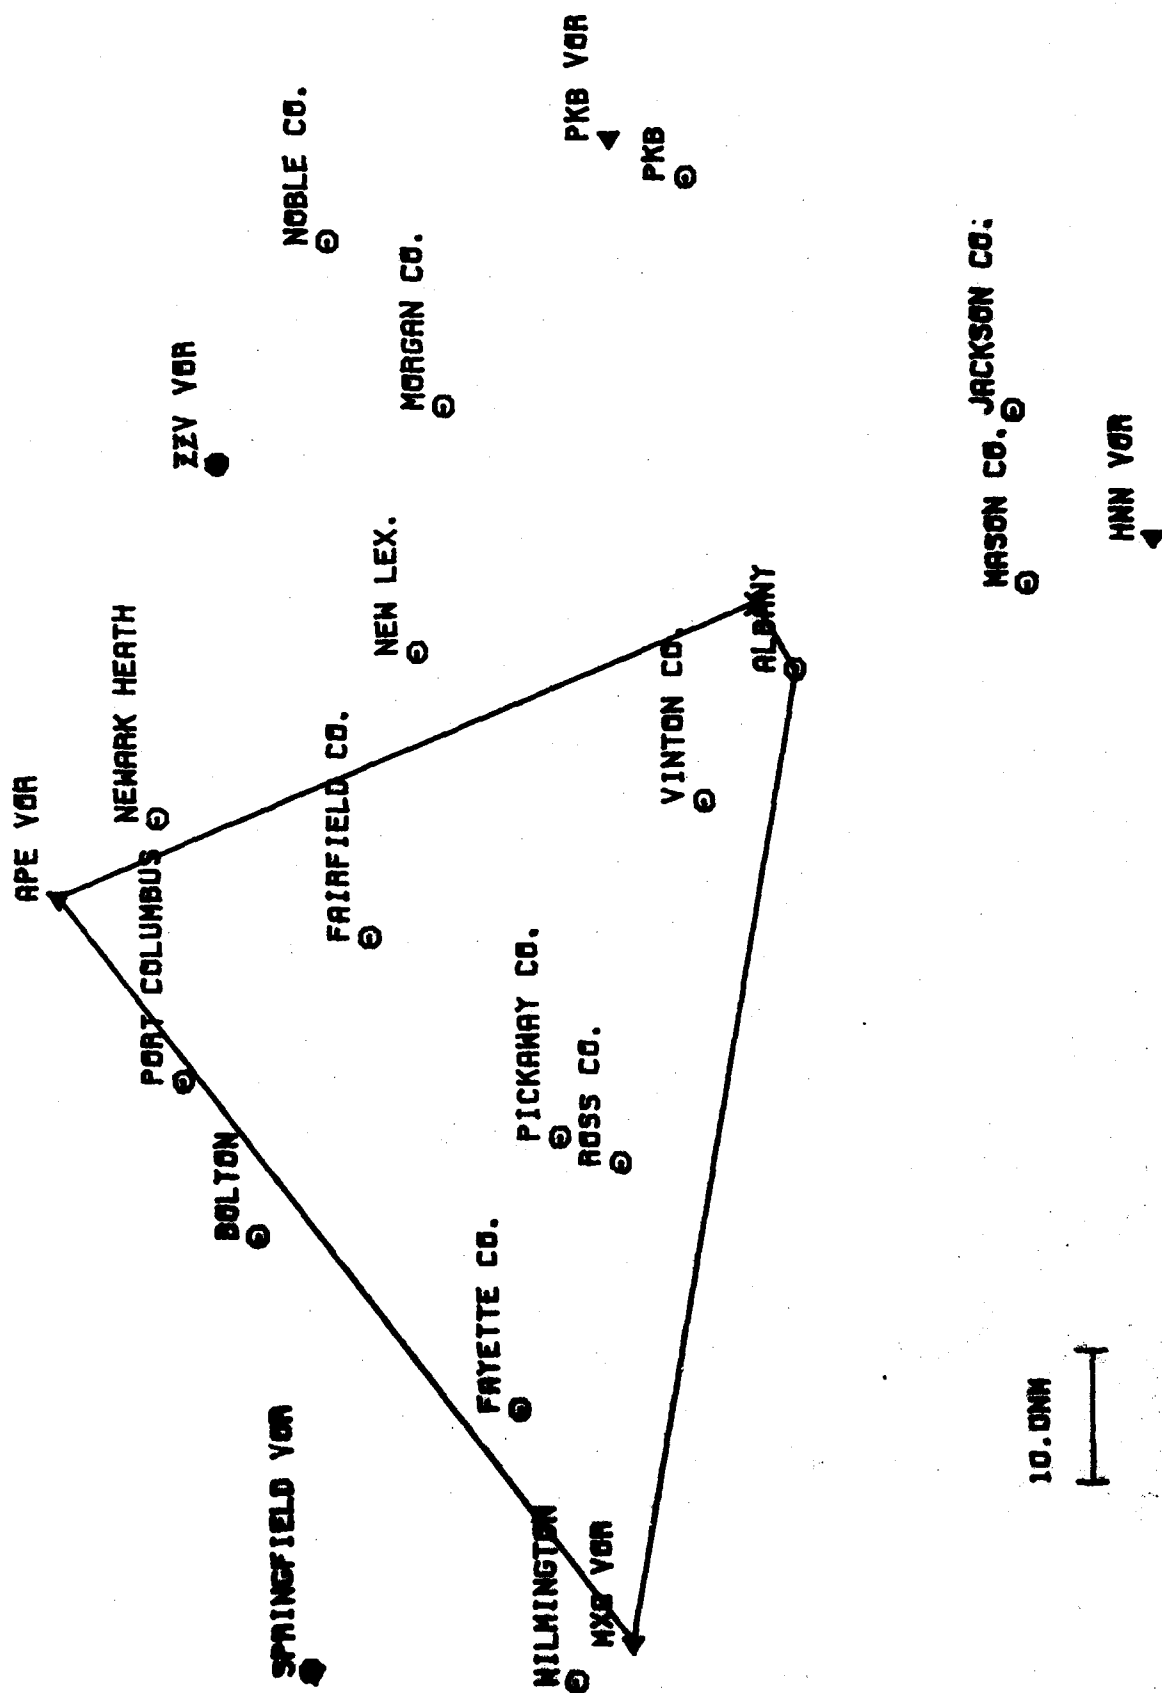 APE VOR
NEWARK HEATH
PORT COLUMBUS
ZZV VOR
BOLTON
SPRINGFIELD VOR
NOBLE CO.
FAIRFIELD CO.
NEW LEX.
MORGAN CO.
FAYETTE CO.
PICKAWAY CO.
WILMINGTON
PKB VOR
ROSS CO.
MXQ VOR
PKB
VINTON CO.
ALBANY
JACKSON CO.
MASON CO.
10.0NM
HNN VOR